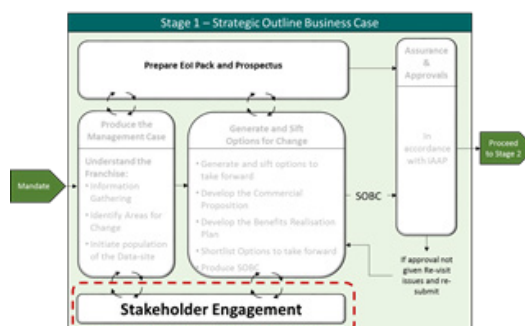 Stage 1 – Strategic Outline Business Case
Prepare EoI Pack and Prospectus
Assurance
&
Approvals
In
accordance
with IAAP
Produce the
Management Case
Understand the
Franchise:
• Information
Gathering
• Identify Areas for
Change
• Initiate population
of the Data-site
Generate and Sift
Options for Change
• Generate and sift options to
take forward
• Develop the Commercial
Proposition
• Develop the Benefits Realisation
Plan
• Shortlist Options to take forward
• Produce SOBC
Mandate
SOBC
Proceed
to Stage 2
If approval not
given Re-visit
issues and re-
submit
Stakeholder Engagement